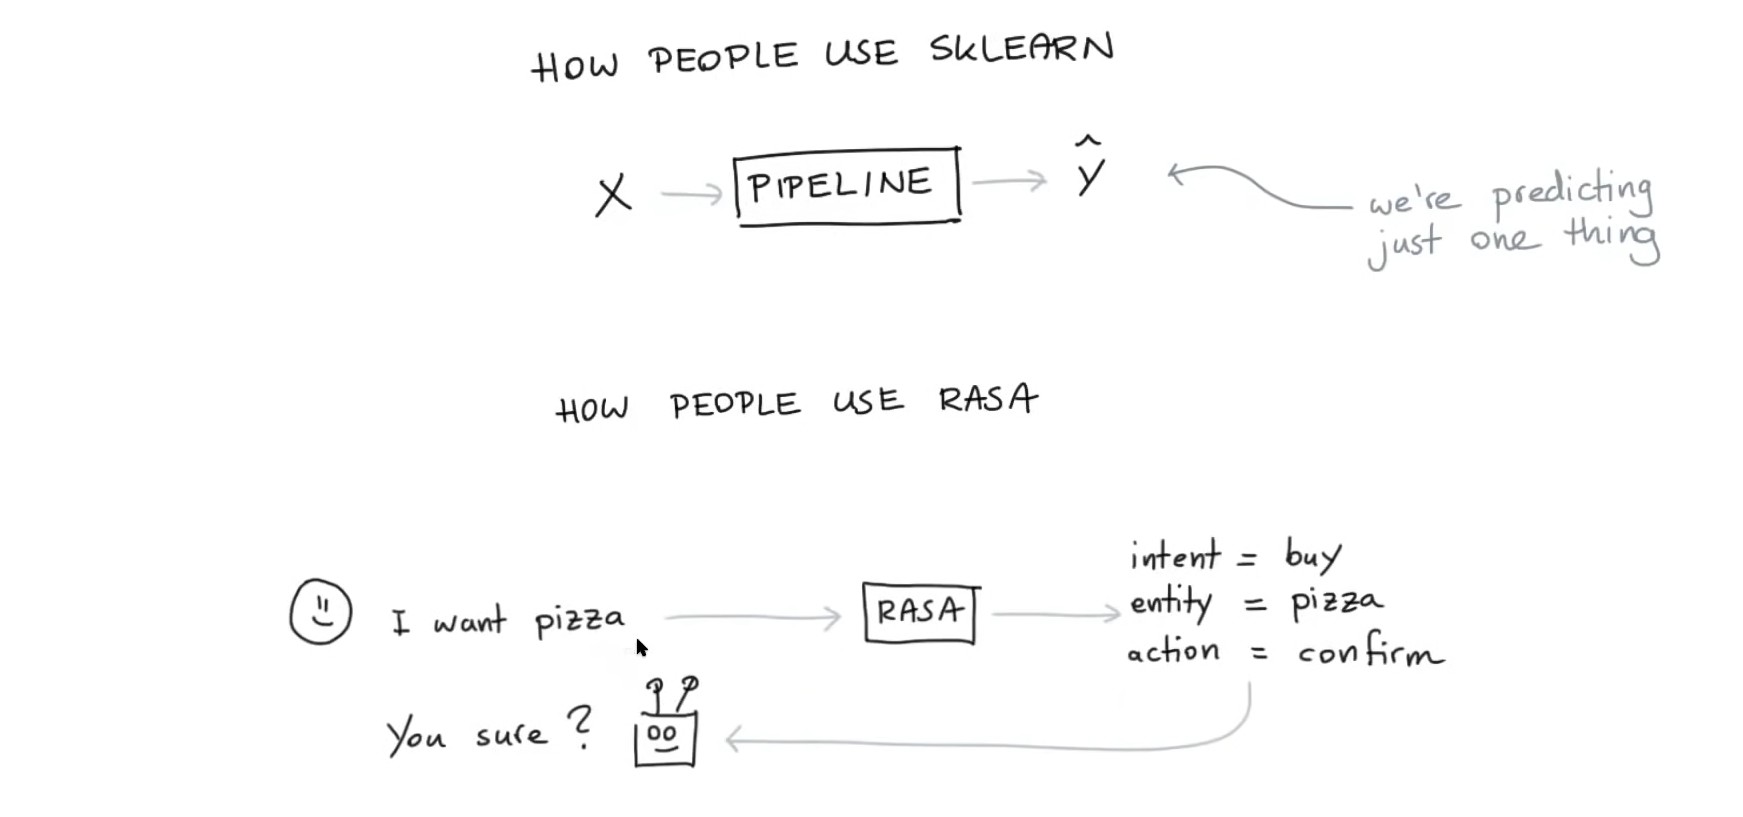 HOW PEOPLE USE SKLEARN
X → PIPELINE → ŷ
we're predicting
just one thing
HOW PEOPLE USE RASA
I want pizza → RASA →
intent = buy
entity = pizza
action = confirm
You sure?